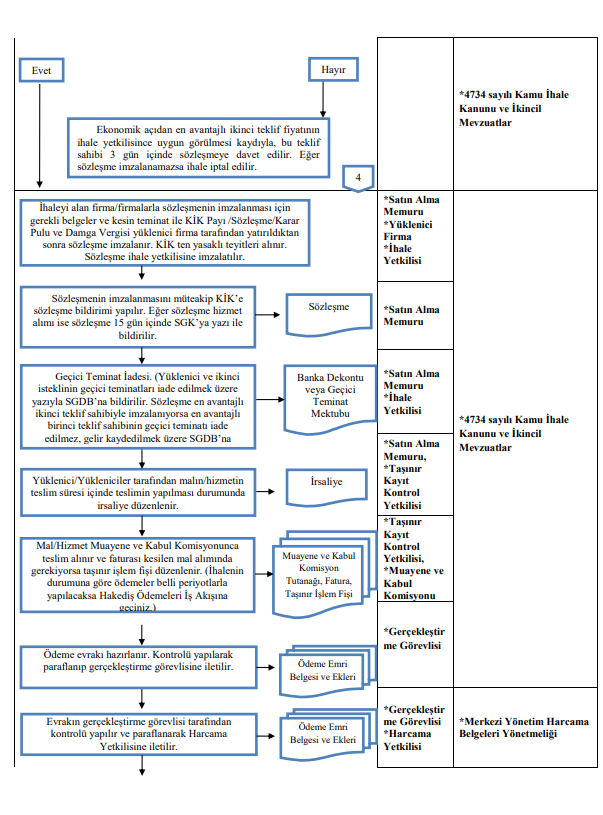 Evet
Hayır
Ekonomik açıdan en avantajlı ikinci teklif fiyatının
ihale yetkilisince uygun görülmesi kaydıyla, bu teklif
sahibi 3 gün içinde sözleşmeye davet edilir. Eğer
sözleşme imzalanamazsa ihale iptal edilir.
4
*4734 sayılı Kamu İhale
Kanunu ve İkincil
Mevzuatlar
İhaleyi alan firma/firmalarla sözleşmenin imzalanması için
gerekli belgeler ve kesin teminat ile KİK Payı /Sözleşme/Karar
Pulu ve Damga Vergisi yüklenici firma tarafından yatırıldıktan
sonra sözleşme imzalanır. KİK ten yasaklı teyitleri alınır.
Sözleşme ihale yetkilisine imzalatılır.
*Satın Alma
Memuru
*Yüklenici
Firma
*İhale
Yetkilisi
Sözleşmenin imzalanmasını müteakip KİK’e
sözleşme bildirimi yapılır. Eğer sözleşme hizmet
alımı ise sözleşme 15 gün içinde SGK’ya yazı ile
bildirilir.
Sözleşme
*Satın Alma
Memuru
Geçici Teminat İadesi. (Yüklenici ve ikinci
isteklinin geçici teminatları iade edilmek üzere
yazıyla SGDB’na bildirilir. Sözleşme en avantajlı
ikinci teklif sahibiyle imzalanıyorsa en avantajlı
birinci teklif sahibinin geçici teminatı iade
edilmez, gelir kaydedilmek üzere SGDB’na
Banka Dekontu
veya Geçici
Teminat
Mektubu
*Satın Alma
Memuru
*İhale
Yetkilisi
*4734 sayılı Kamu İhale
Kanunu ve İkincil
Mevzuatlar
Yüklenici/Yükleniciler tarafından malın/hizmetin
teslim süresi içinde teslimin yapılması durumunda
irsaliye düzenlenir.
İrsaliye
*Satın Alma
Memuru,
*Taşınır
Kayıt
Kontrol
Yetkilisi
Mal/Hizmet Muayene ve Kabul Komisyonunca
teslim alınır ve faturası kesilen mal alımında
gerekiyorsa taşınır işlem fişi düzenlenir. (İhalenin
durumuna göre ödemeler belli periyotlarla
yapılacaksa Hakediş Ödemeleri İş Akışına
geçiniz.)
Muayene ve Kabul
Komisyon
Tutanağı, Fatura,
Taşınır İşlem Fişi
*Taşınır
Kayıt
Kontrol
Yetkilisi,
*Muayene ve
Kabul
Komisyonu
Ödeme evrakı hazırlanır. Kontrolü yapılarak
paraflanıp gerçekleştirme görevlisine iletilir.
Ödeme Emri
Belgesi ve Ekleri
*Gerçekleştir
me Görevlisi
Evrakın gerçekleştirme görevlisi tarafından
kontrolü yapılır ve paraflanarak Harcama
Yetkilisine iletilir.
Ödeme Emri
Belgesi ve Ekleri
*Gerçekleştir
me Görevlisi
*Harcama
Yetkilisi
*Merkezi Yönetim Harcama
Belgeleri Yönetmeliği